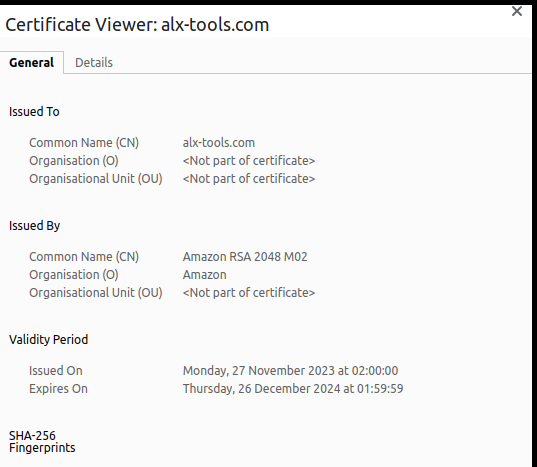 Certificate Viewer: alx-tools.com
General Details
Issued To
Common Name (CN) alx-tools.com
Organisation (O) <Not part of certificate>
Organisational Unit (OU) <Not part of certificate>
Issued By
Common Name (CN) Amazon RSA 2048 M02
Organisation (O) Amazon
Organisational Unit (OU) <Not part of certificate>
Validity Period
Issued On Monday, 27 November 2023 at 02:00:00
Expires On Thursday, 26 December 2024 at 01:59:59
SHA-256
Fingerprints